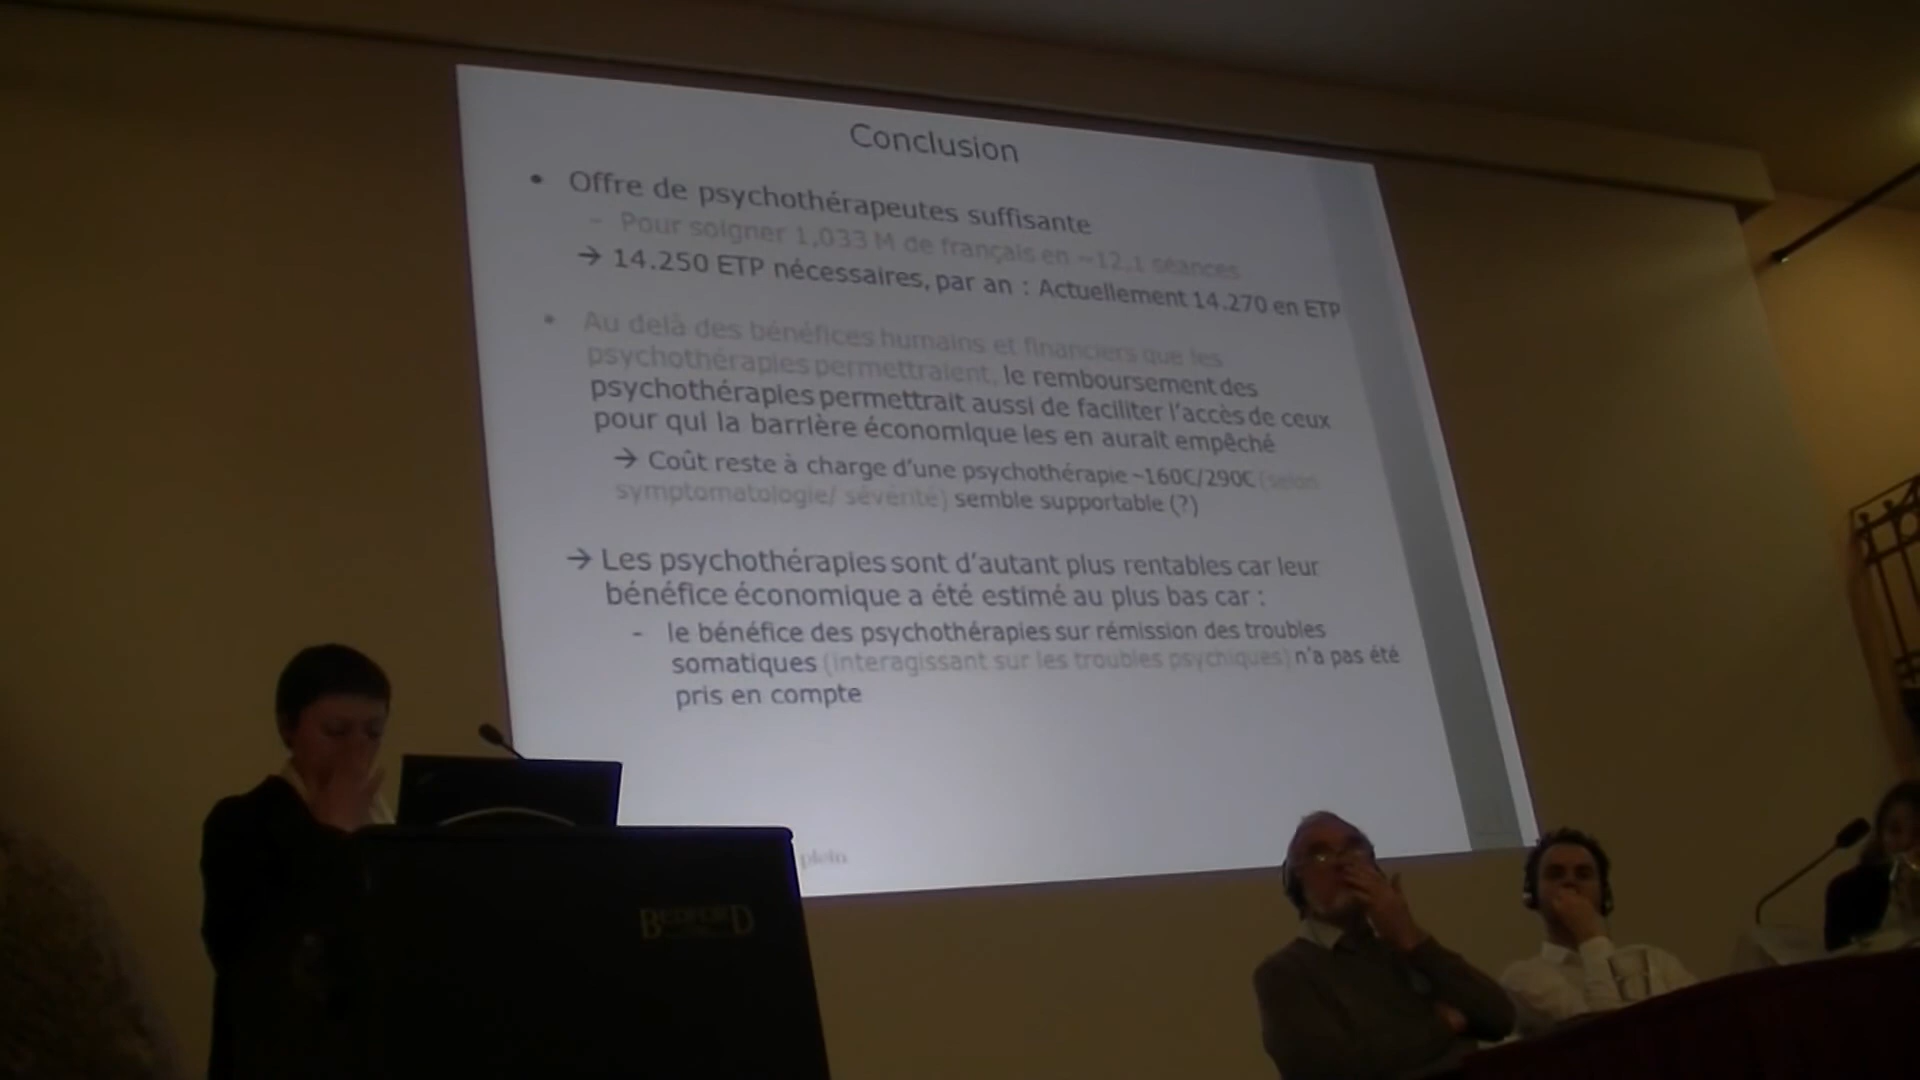 Conclusion
• Offre de psychothérapeutes suffisante
– Pour soigner 1,033 M de français en ~12,1 séances
→ 14.250 ETP nécessaires, par an : Actuellement 14.270 en ETP
• Au delà des bénéfices humains et financiers que les
psychothérapies permettraient, le remboursement des
psychothérapies permettrait aussi de faciliter l'accès de ceux
pour qui la barrière économique les en aurait empêché
→ Coût reste à charge d'une psychothérapie ~160€/290€ (selon
symptomatologie/ sévérité) semble supportable (?)
→ Les psychothérapies sont d'autant plus rentables car leur
bénéfice économique a été estimé au plus bas car :
- le bénéfice des psychothérapies sur rémission des troubles
somatiques (interagissant sur les troubles psychiques) n'a pas été
pris en compte
plein
BEDFORD